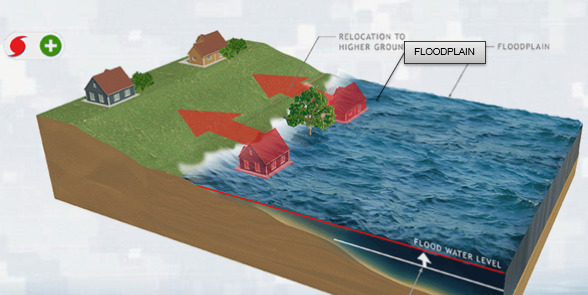 RELOCATION TO
HIGHER GROUN
FLOODPLAIN
FLOODPLAIN
FLOOD WATER LEVEL